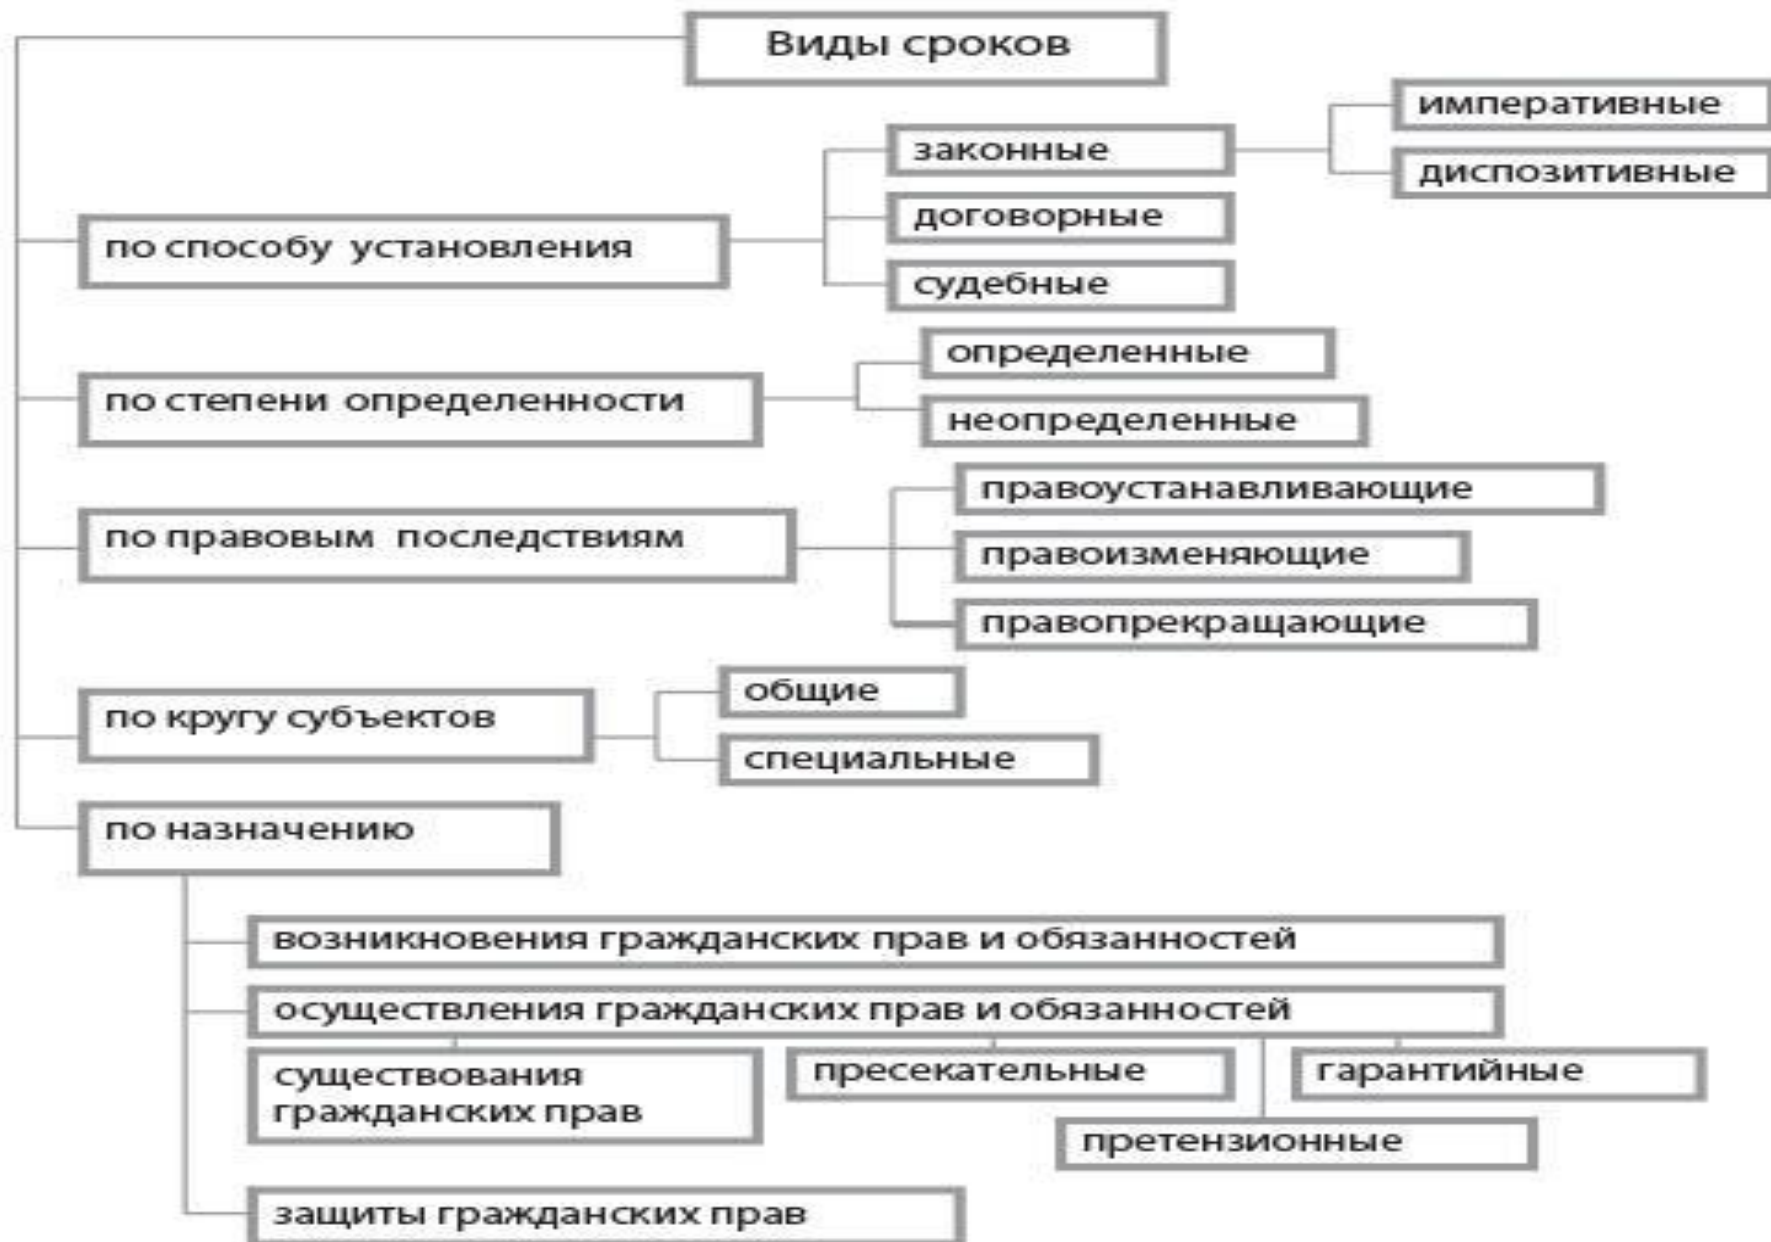 Виды сроков
императивные
законные
диспозитивные
договорные
по способу установления
судебные
определенные
по степени определенности
неопределенные
правоустанавливающие
по правовым последствиям
правоизменяющие
правопрекращающие
общие
по кругу субъектов
специальные
по назначению
возникновения гражданских прав и обязанностей
осуществления гражданских прав и обязанностей
существования
гражданских прав
пресекательные
гарантийные
претензионные
защиты гражданских прав